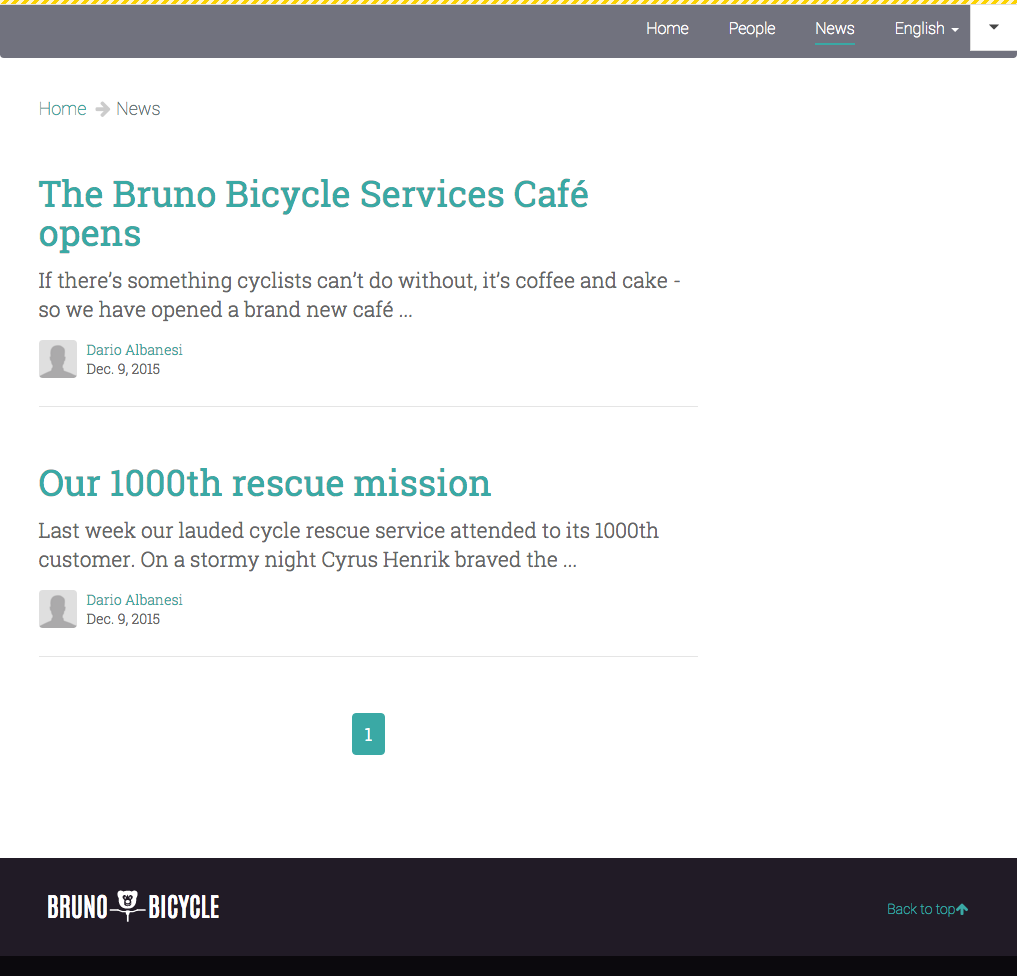 Home People News English
Home News
The Bruno Bicycle Services Café
opens
If there’s something cyclists can’t do without, it’s coffee and cake -
so we have opened a brand new café ...
Dario Albanesi
Dec. 9, 2015
Our 1000th rescue mission
Last week our lauded cycle rescue service attended to its 1000th
customer. On a stormy night Cyrus Henrik braved the ...
Dario Albanesi
Dec. 9, 2015
1
BRUNO BICYCLE
Back to top